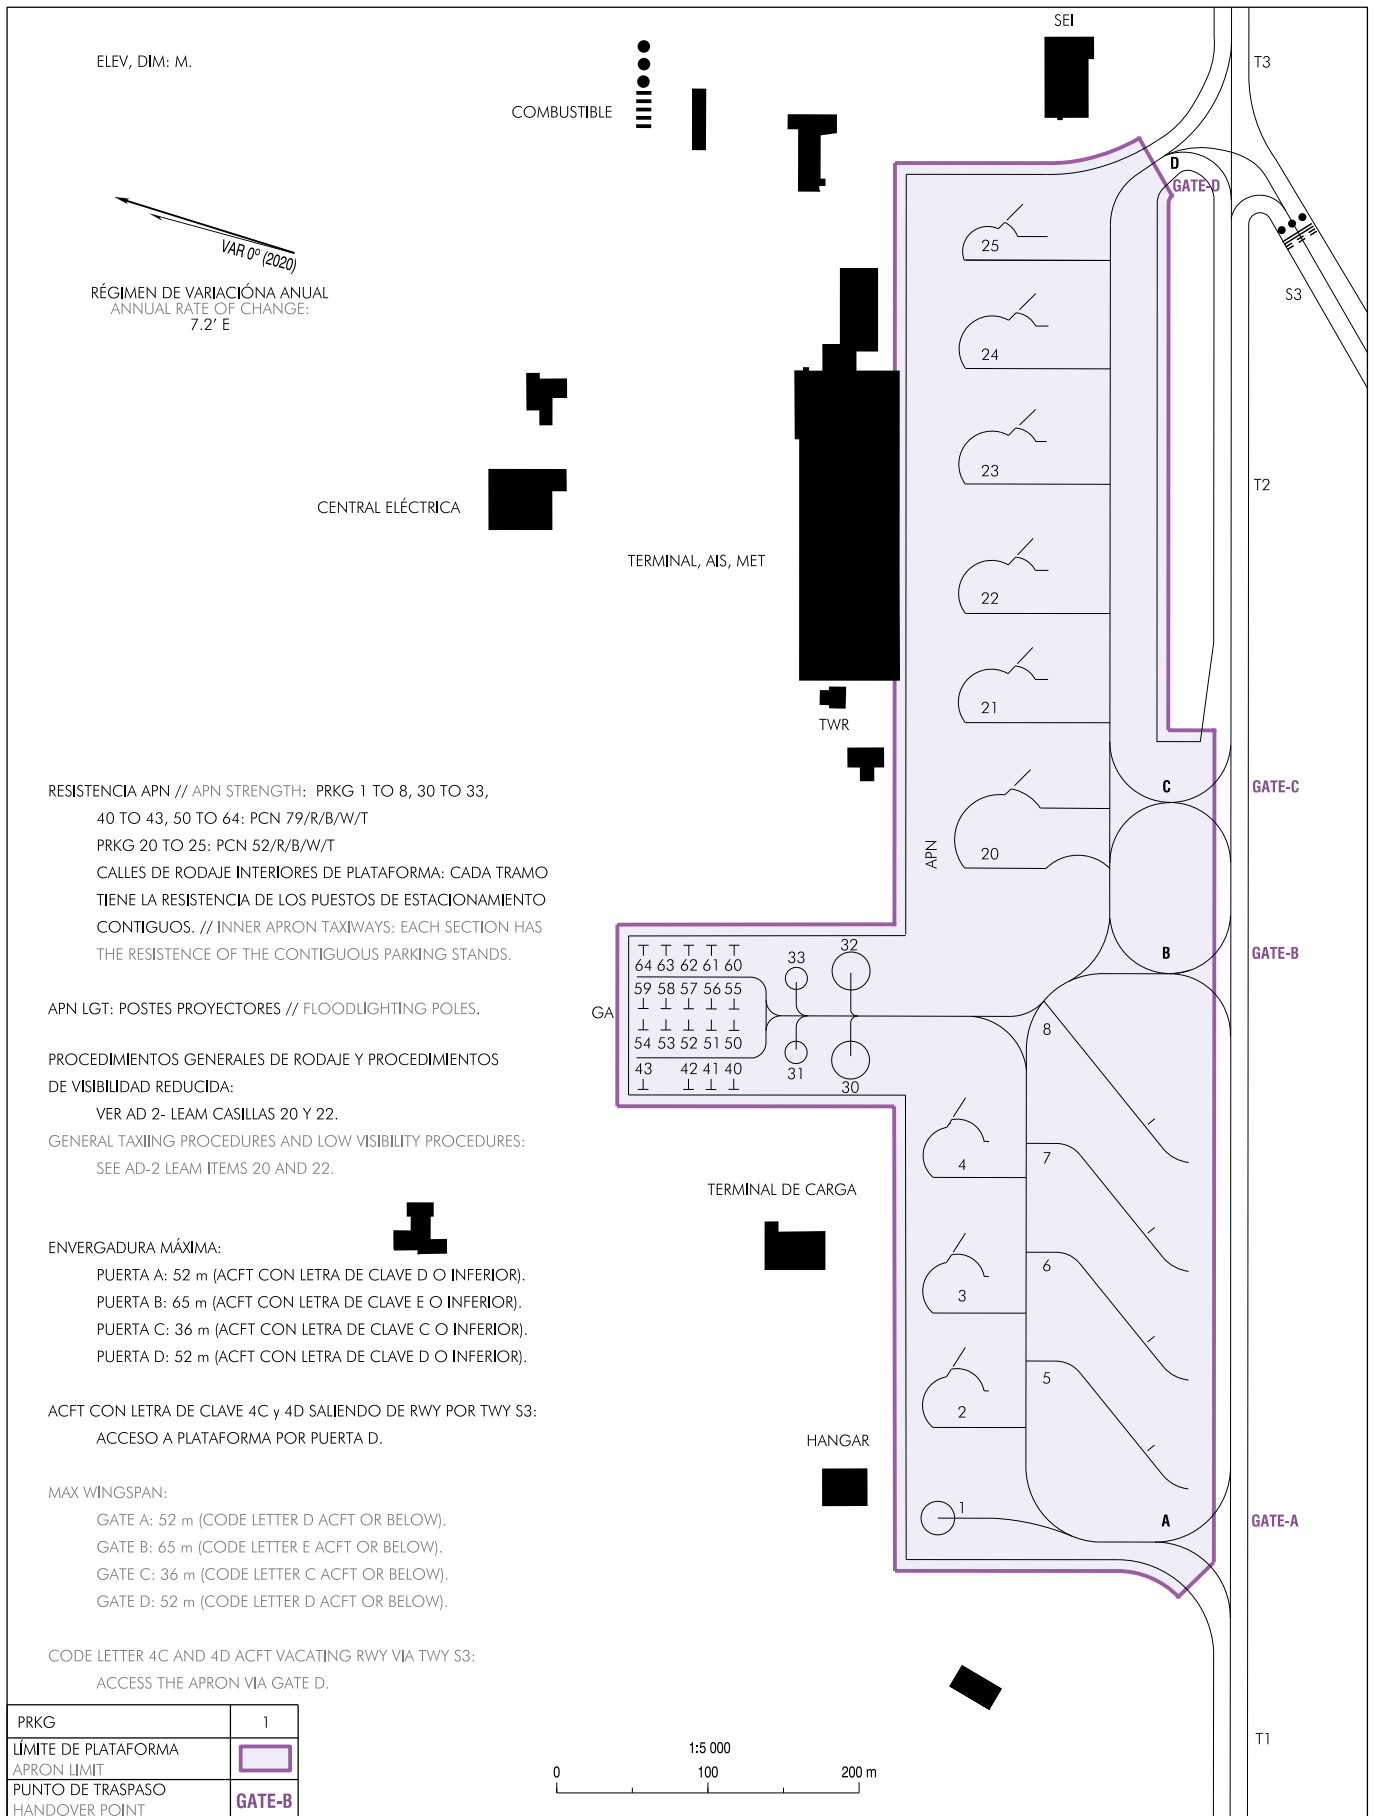 SEI
ELEV, DIM: M.
T3
COMBUSTIBLE
D
GATE-D
VAR 0º (2020)
25
RÉGIMEN DE VARIACIÓNA ANUAL
ANNUAL RATE OF CHANGE:
7.2' E
S3
24
23
T2
CENTRAL ELÉCTRICA
TERMINAL, AIS, MET
22
21
TWR
C
GATE-C
RESISTENCIA APN // APN STRENGTH: PRKG 1 TO 8, 30 TO 33,
40 TO 43, 50 TO 64: PCN 79/R/B/W/T
PRKG 20 TO 25: PCN 52/R/B/W/T
CALLES DE RODAJE INTERIORES DE PLATAFORMA: CADA TRAMO
TIENE LA RESISTENCIA DE LOS PUESTOS DE ESTACIONAMIENTO
CONTIGUOS. // INNER APRON TAXIWAYS: EACH SECTION HAS
THE RESISTENCE OF THE CONTIGUOUS PARKING STANDS.
APN
20
B
GATE-B
32
33
64 63 62 61 60
59 58 57 56 55
GA
54 53 52 51 50
43 42 41 40
31
30
APN LGT: POSTES PROYECTORES // FLOODLIGHTING POLES.
8
PROCEDIMIENTOS GENERALES DE RODAJE Y PROCEDIMIENTOS
DE VISIBILIDAD REDUCIDA:
VER AD 2- LEAM CASILLAS 20 Y 22.
GENERAL TAXIING PROCEDURES AND LOW VISIBILITY PROCEDURES:
SEE AD-2 LEAM ITEMS 20 AND 22.
4
7
TERMINAL DE CARGA
ENVERGADURA MÁXIMA:
PUERTA A: 52 m (ACFT CON LETRA DE CLAVE D O INFERIOR).
PUERTA B: 65 m (ACFT CON LETRA DE CLAVE E O INFERIOR).
PUERTA C: 36 m (ACFT CON LETRA DE CLAVE C O INFERIOR).
PUERTA D: 52 m (ACFT CON LETRA DE CLAVE D O INFERIOR).
6
3
5
2
ACFT CON LETRA DE CLAVE 4C y 4D SALIENDO DE RWY POR TWY S3:
ACCESO A PLATAFORMA POR PUERTA D.
HANGAR
1
A
GATE-A
MAX WINGSPAN:
GATE A: 52 m (CODE LETTER D ACFT OR BELOW).
GATE B: 65 m (CODE LETTER E ACFT OR BELOW).
GATE C: 36 m (CODE LETTER C ACFT OR BELOW).
GATE D: 52 m (CODE LETTER D ACFT OR BELOW).
CODE LETTER 4C AND 4D ACFT VACATING RWY VIA TWY S3:
ACCESS THE APRON VIA GATE D.
T1
PRKG 1
LÍMITE DE PLATAFORMA
APRON LIMIT
PUNTO DE TRASPASO
HANDOVER POINT
GATE-B
1:5 000
0 100 200 m